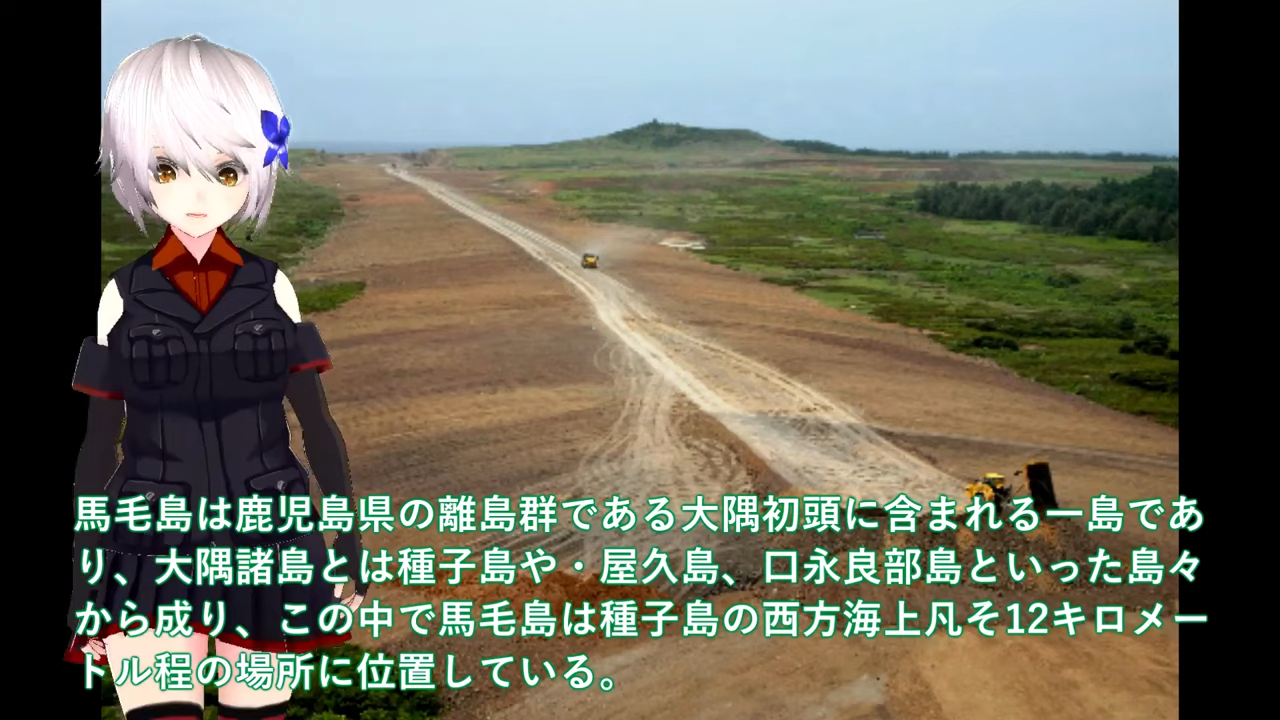 馬毛島は鹿児島県の離島群である大隅初頭に含まれる一島であ
り、大隅諸島とは種子島や・屋久島、口永良部島といった島々
から成り、この中で馬毛島は種子島の西方海上凡そ12キロメー
トル程の場所に位置している。